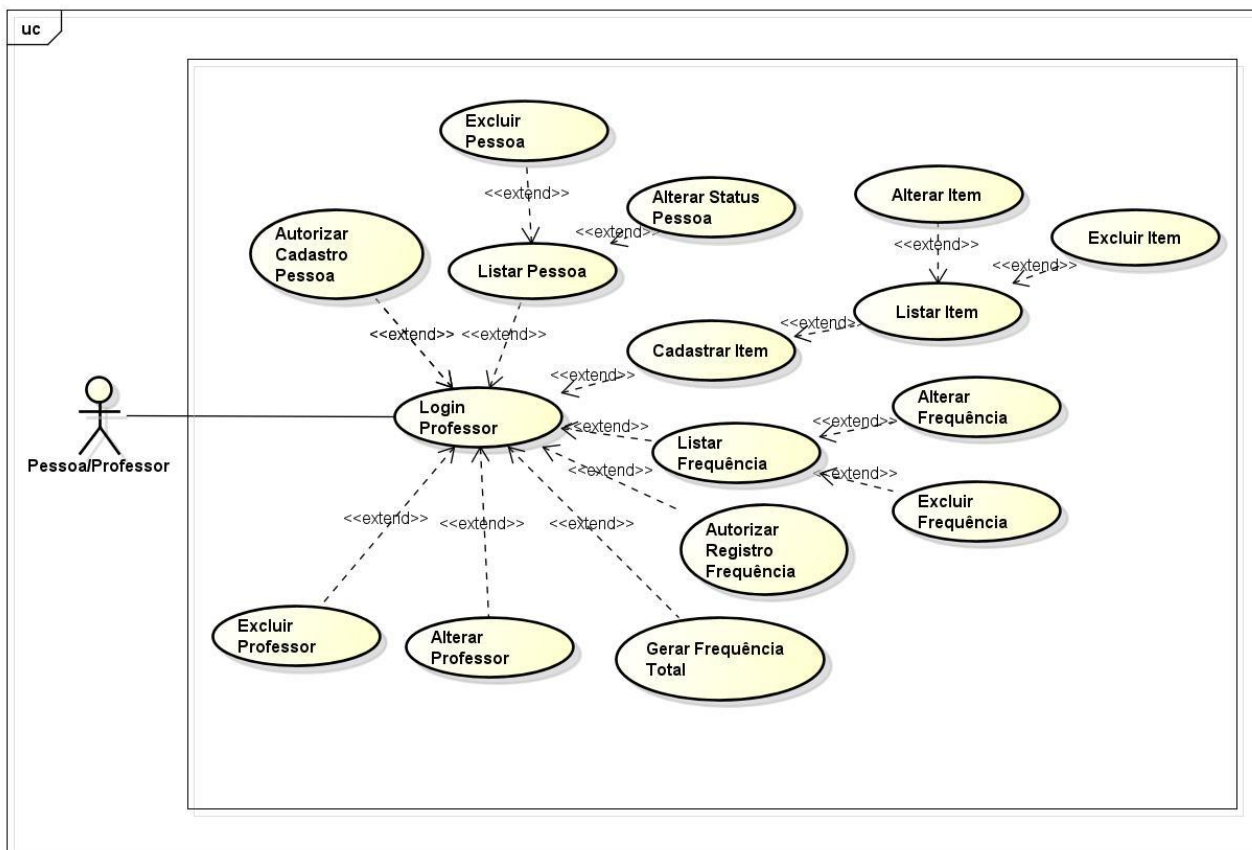 uc
Excluir
Pessoa
<<extend>>
Alterar Status
Pessoa
<<extend>>
Alterar Item
<<extend>>
Excluir Item
<<extend>>
Autorizar
Cadastro
Pessoa
Listar Pessoa
Listar Item
<<extend>>
<<extend>>
<<extend>>
Cadastrar Item
<<extend>>
Login
Professor
Pessoa/Professor
<<extend>>
Listar
Frequência
<<extend>>
Alterar
Frequência
<<extend>>
Excluir
Frequência
<<extend>>
Autorizar
Registro
Frequência
<<extend>>
<<extend>>
<<extend>>
Excluir
Professor
Alterar
Professor
Gerar Frequência
Total